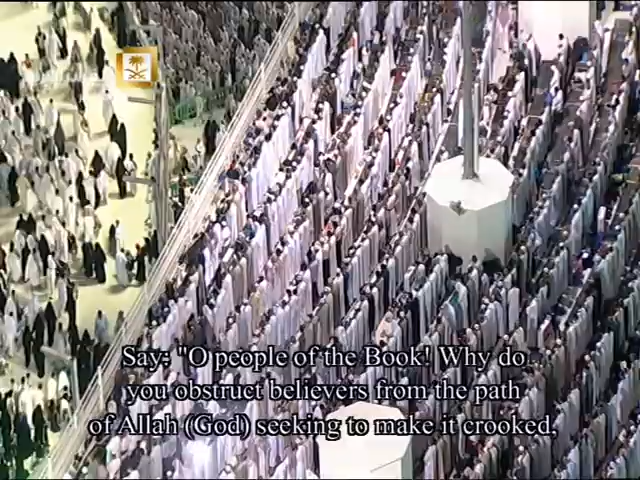 Say: "O people of the Book! Why do
you obstruct believers from the path
of Allah (God) seeking to make it crooked,